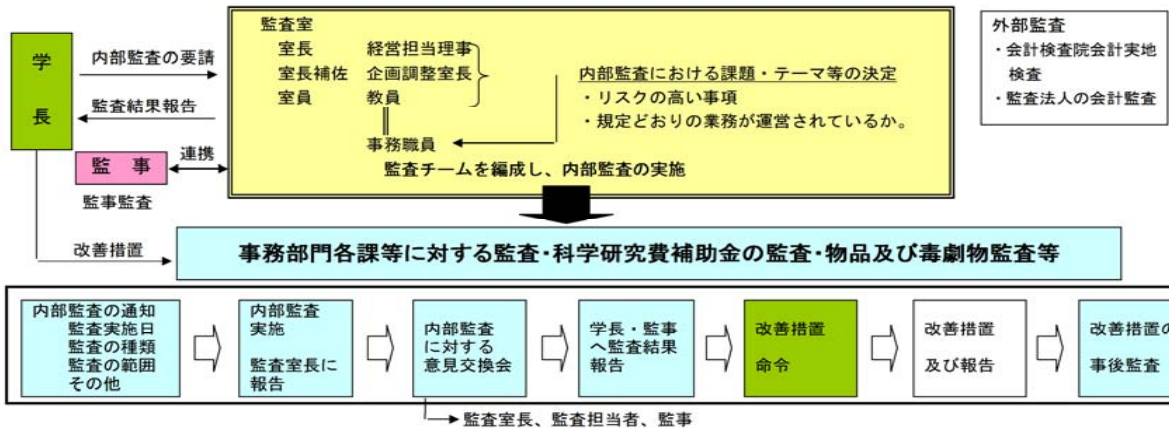 学
長
内部監査の要請
監査結果報告
監　事
連携
監事監査
改善措置
監査室
室長　　経営担当理事
室長補佐　企画調整室長
室員　　教員
事務職員
内部監査における課題・テーマ等の決定
・リスクの高い事項
・規定どおりの業務が運営されているか。
監査チームを編成し、内部監査の実施
外部監査
・会計検査院会計実地
検査
・監査法人の会計監査
事務部門各課等に対する監査・科学研究費補助金の監査・物品及び毒劇物監査等
内部監査の通知
監査実施日
監査の種類
監査の範囲
その他
内部監査
実施
監査室長に
報告
内部監査
に対する
意見交換会
学長・監事
へ監査結果
報告
改善措置
命令
改善措置
及び報告
改善措置の
事後監査
監査室長、監査担当者、監事